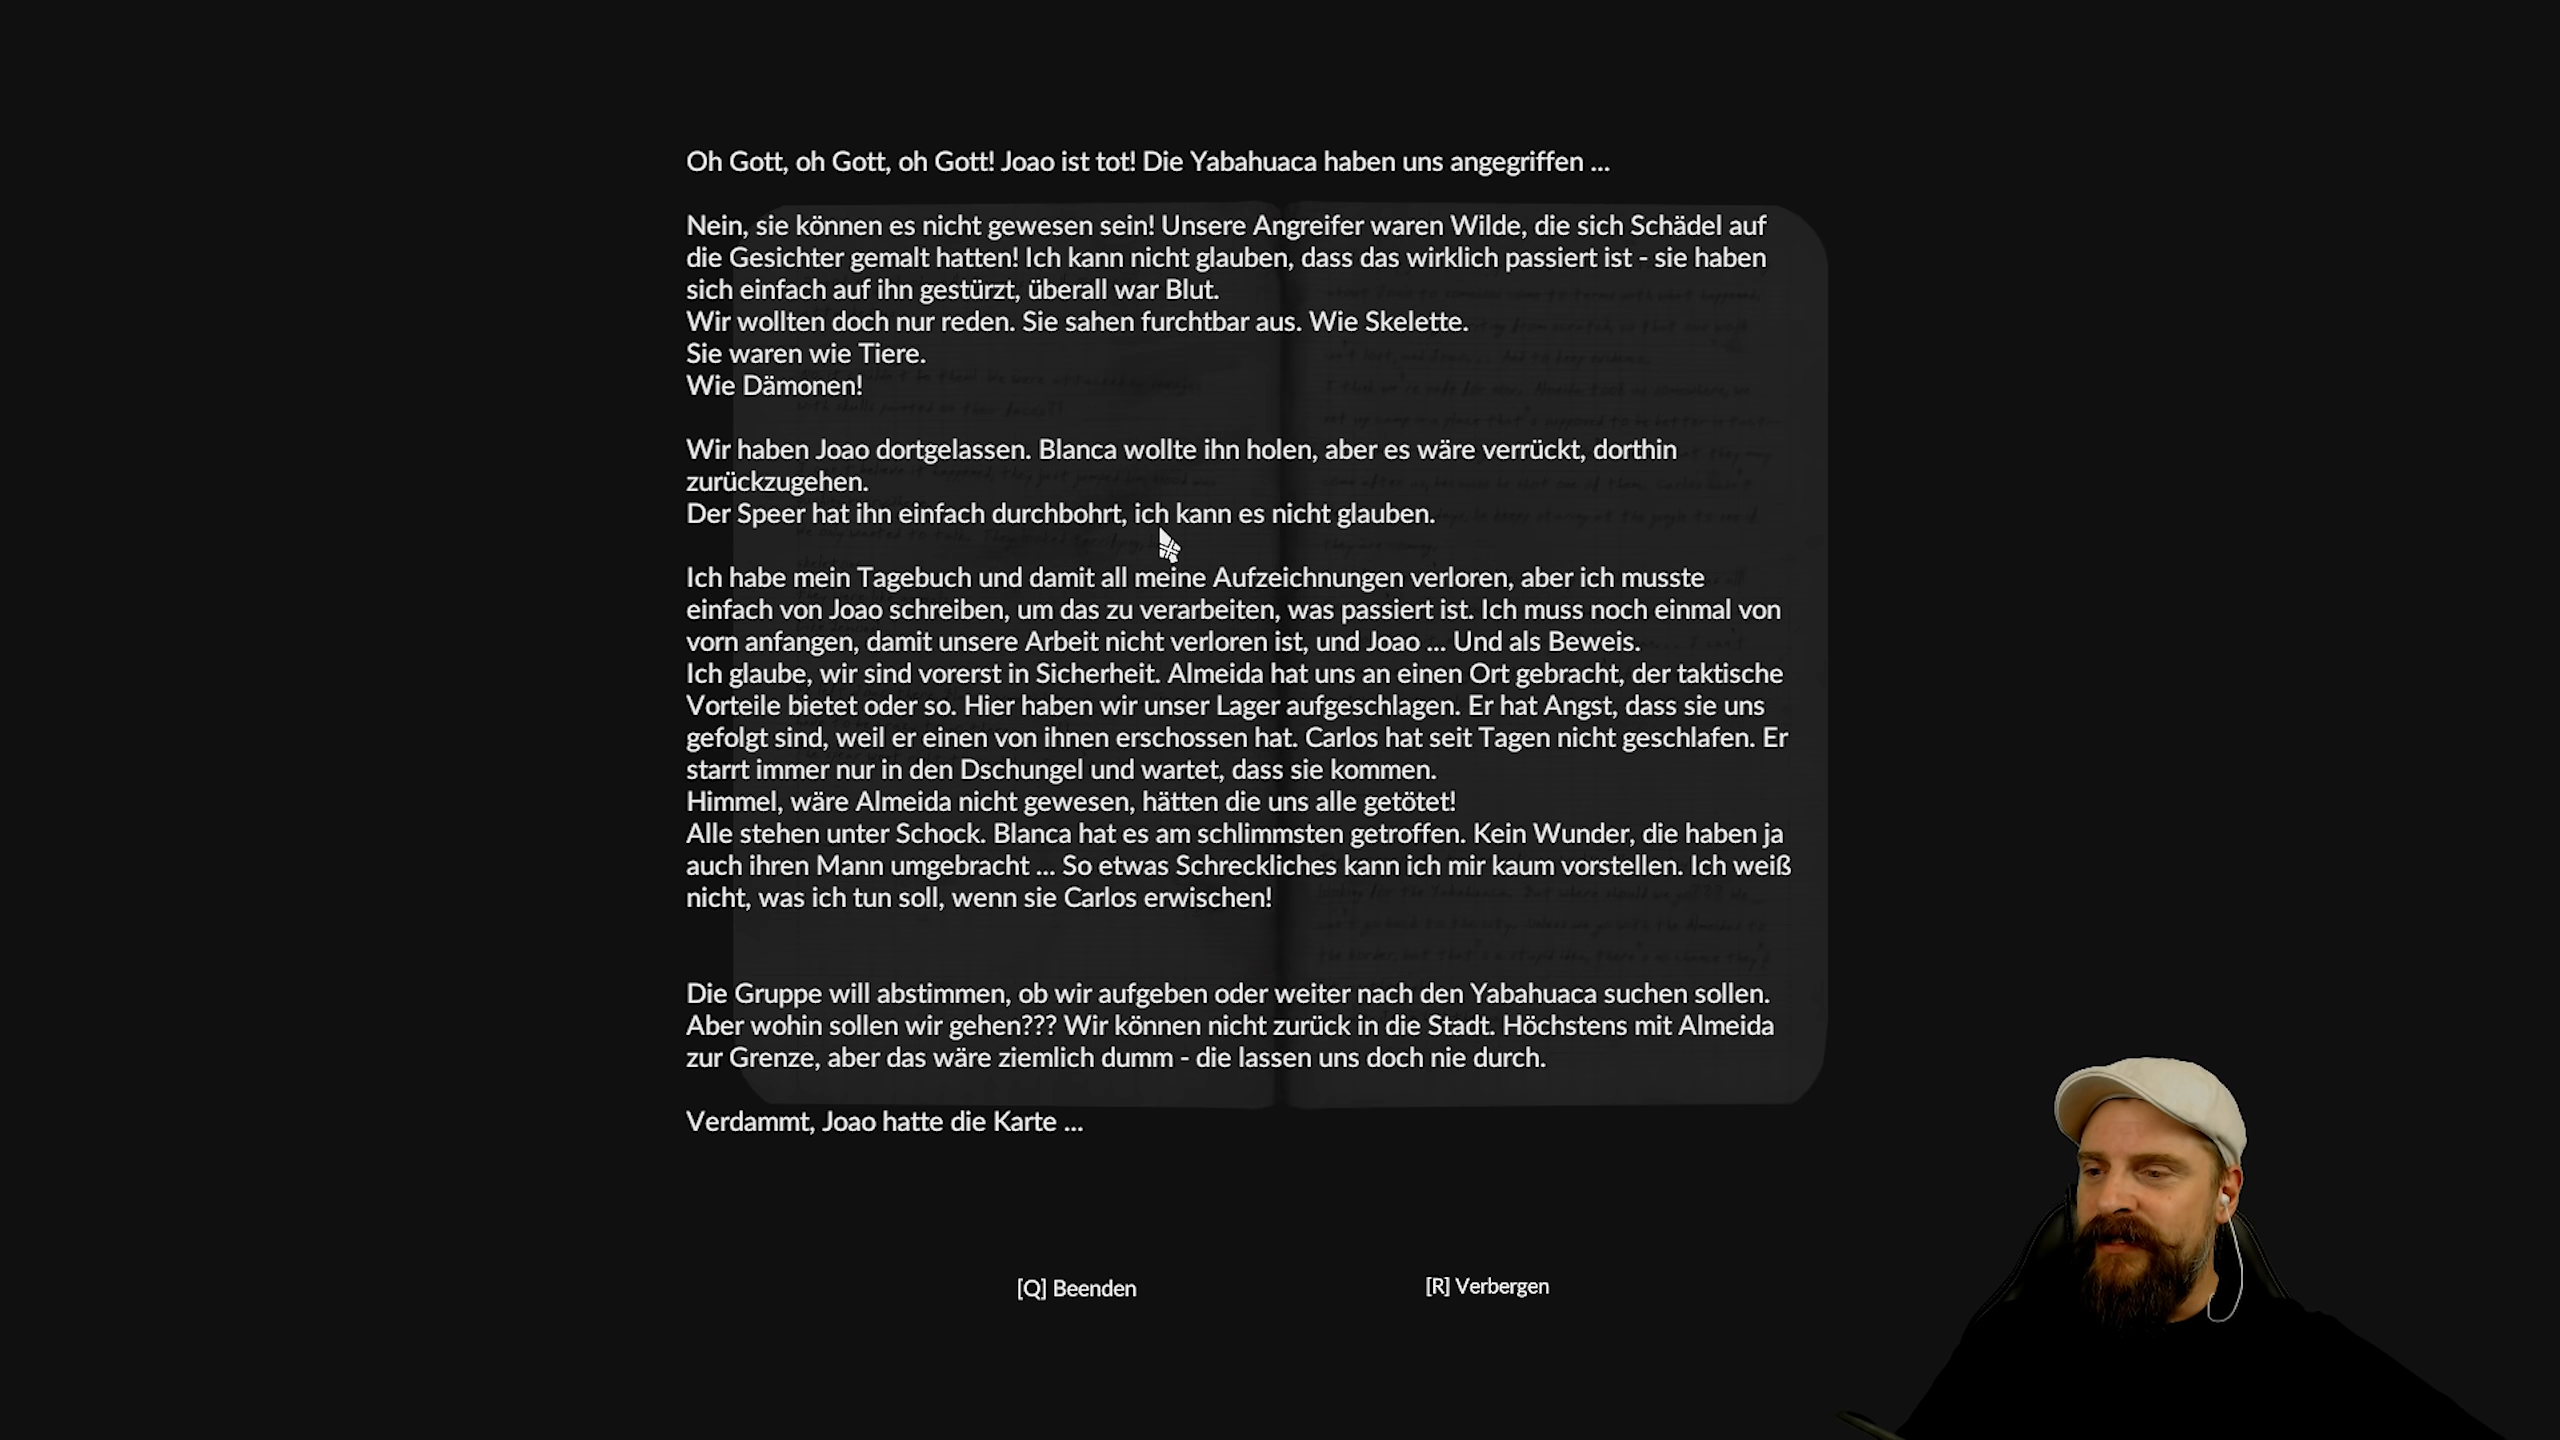 Oh Gott, oh Gott, oh Gott! Joao ist tot! Die Yabahuaca haben uns angegriffen ...
Nein, sie können es nicht gewesen sein! Unsere Angreifer waren Wilde, die sich Schädel auf
die Gesichter gemalt hatten! Ich kann nicht glauben, dass das wirklich passiert ist - sie haben
sich einfach auf ihn gestürzt, überall war Blut.
Wir wollten doch nur reden. Sie sahen furchtbar aus. Wie Skelette.
Sie waren wie Tiere.
Wie Dämonen!
Wir haben Joao dortgelassen. Blanca wollte ihn holen, aber es wäre verrückt, dorthin
zurückzugehen.
Der Speer hat ihn einfach durchbohrt, ich kann es nicht glauben.
Ich habe mein Tagebuch und damit all meine Aufzeichnungen verloren, aber ich musste
einfach von Joao schreiben, um das zu verarbeiten, was passiert ist. Ich muss noch einmal von
vorn anfangen, damit unsere Arbeit nicht verloren ist, und Joao ... Und als Beweis.
Ich glaube, wir sind vorerst in Sicherheit. Almeida hat uns an einen Ort gebracht, der taktische
Vorteile bietet oder so. Hier haben wir unser Lager aufgeschlagen. Er hat Angst, dass sie uns
gefolgt sind, weil er einen von ihnen erschossen hat. Carlos hat seit Tagen nicht geschlafen. Er
starrt immer nur in den Dschungel und wartet, dass sie kommen.
Himmel, wäre Almeida nicht gewesen, hätten die uns alle getötet!
Alle stehen unter Schock. Blanca hat es am schlimmsten getroffen. Kein Wunder, die haben ja
auch ihren Mann umgebracht ... So etwas Schreckliches kann ich mir kaum vorstellen. Ich weiß
nicht, was ich tun soll, wenn sie Carlos erwischen!
Die Gruppe will abstimmen, ob wir aufgeben oder weiter nach den Yabahuaca suchen sollen.
Aber wohin sollen wir gehen??? Wir können nicht zurück in die Stadt. Höchstens mit Almeida
zur Grenze, aber das wäre ziemlich dumm - die lassen uns doch nie durch.
Verdammt, Joao hatte die Karte ...
[Q] Beenden
[R] Verbergen